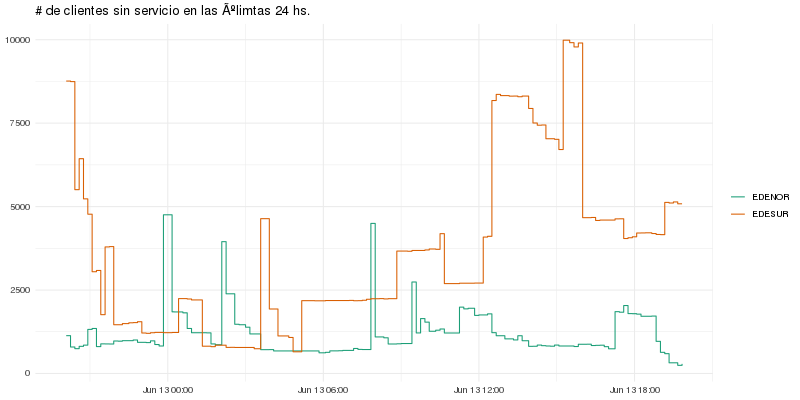 # de clientes sin servicio en las Ãºlimtas 24 hs.
10000
7500
5000
2500
0
Jun 13 00:00
Jun 13 06:00
Jun 13 12:00
Jun 13 18:00
EDENOR
EDESUR